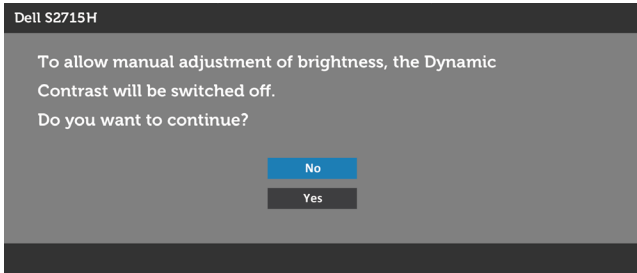 Dell S2715H
To allow manual adjustment of brightness, the Dynamic
Contrast will be switched off.
Do you want to continue?
No
Yes